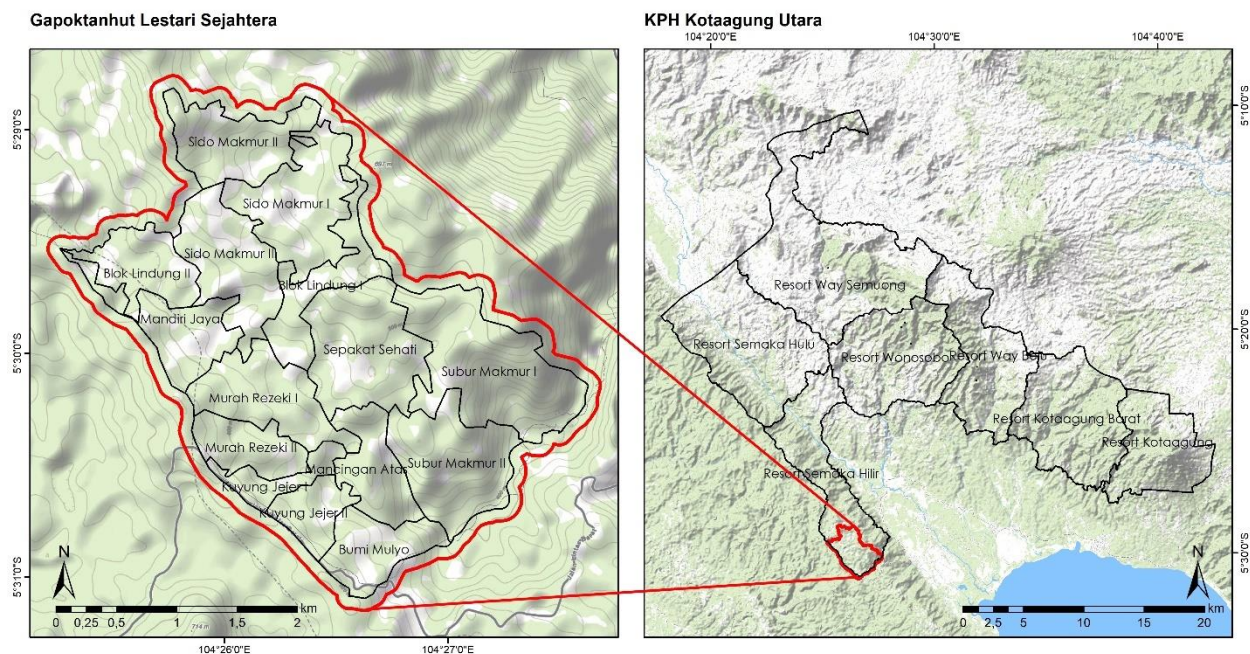 Gapoktanhut Lestari Sejahtera
KPH Kotaagung Utara
104°20'0"E
104°30'0"E
104°40'0"E
5°29'0"S
5°30'0"S
5°31'0"S
Sido Makmur II
Sido Makmur I
Sido Makmur III
Blok Lindung II
Blok Lindung I
Mandiri Jaya
Sepakat Sehati
Subur Makmur I
Murah Rezeki I
Murah Rezeki II
Mancingan Atas
Subur Makmur II
Kuyung Jejer I
Kuyung Jejer II
Bumi Mulyo
N
km
0 0,25 0,5 1 1,5 2
714 m
104°26'0"E
104°27'0"E
Resort Way Semuong
Resort Semaka Hulu
Resort Wonosobo
Resort Way
Resort Kotaagung Barat
Resort Kotaagung
Resort Semaka Hilir
5°10'0"S
5°20'0"S
5°30'0"S
N
km
0 2,5 5 10 15 20